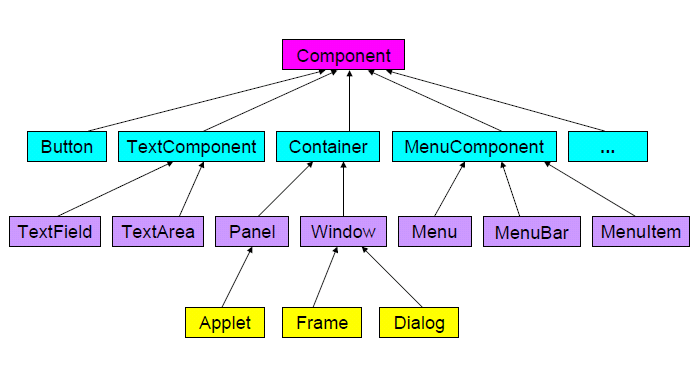 Component
Button
TextComponent
Container
MenuComponent
...
TextField
TextArea
Panel
Window
Menu
MenuBar
MenuItem
Applet
Frame
Dialog